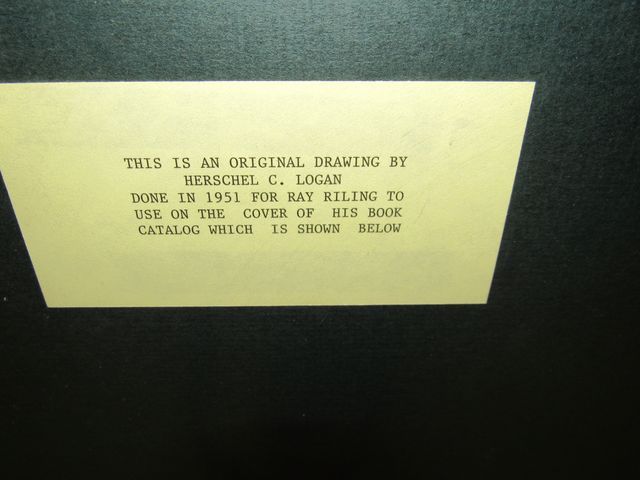 THIS IS AN ORIGINAL DRAWING BY
HERSCHEL C. LOGAN
DONE IN 1951 FOR RAY RILING TO
USE ON THE COVER OF HIS BOOK
CATALOG WHICH IS SHOWN BELOW